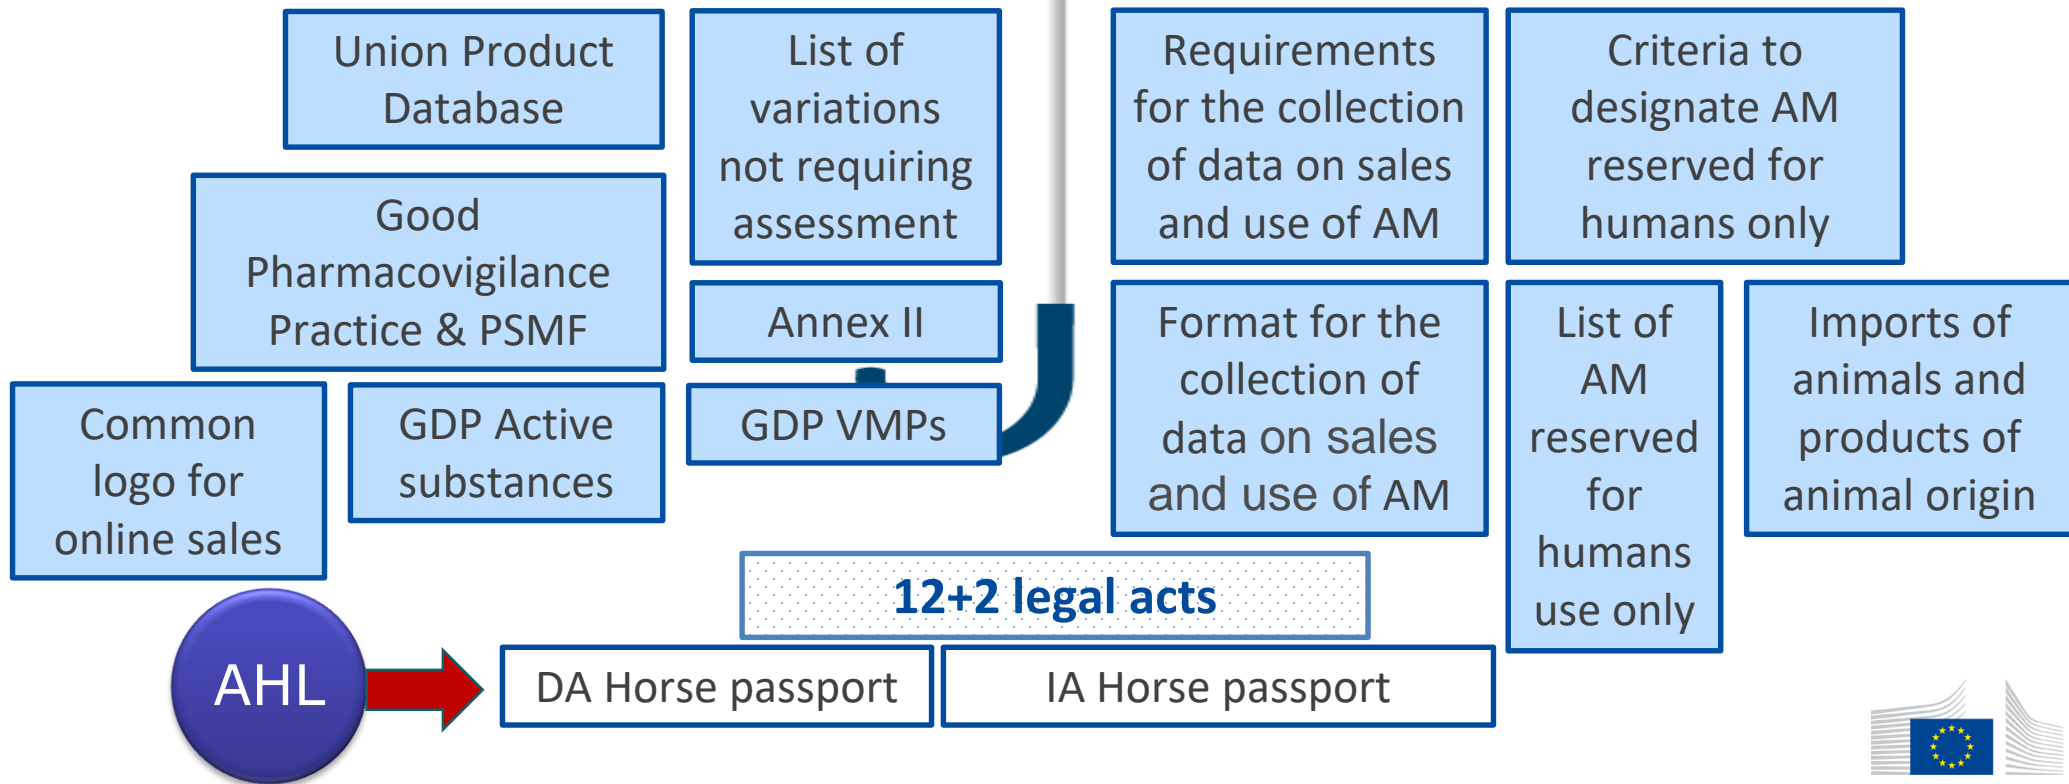 Union Product
Database
List of
variations
not requiring
assessment
Requirements
for the collection
of data on sales
and use of AM
Criteria to
designate AM
reserved for
humans only
Good
Pharmacovigilance
Practice & PSMF
Annex II
Format for the
collection of
data on sales
and use of AM
List of
AM
reserved
for
humans
use only
Imports of
animals and
products of
animal origin
Common
logo for
online sales
GDP Active
substances
GDP VMPs
12+2 legal acts
AHL
DA Horse passport
IA Horse passport